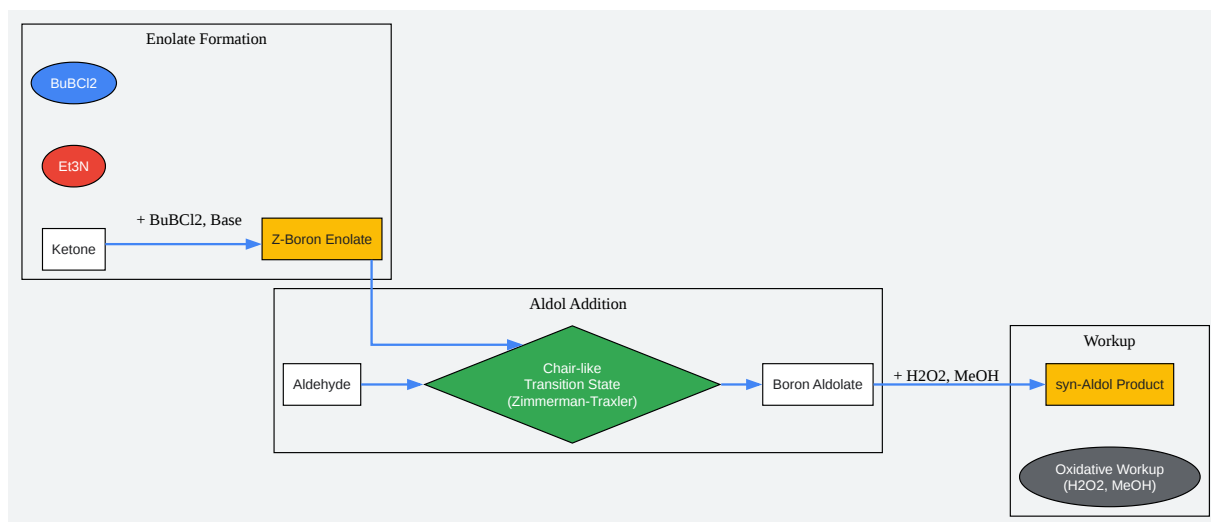 Enolate Formation
BuBCl2
Et3N
+ BuBCl2, Base
Ketone
Z-Boron Enolate
Aldol Addition
Aldehyde
Chair-like
Transition State
(Zimmerman-Traxler)
Boron Aldolate
+ H2O2, MeOH
Workup
syn-Aldol Product
Oxidative Workup
(H2O2, MeOH)